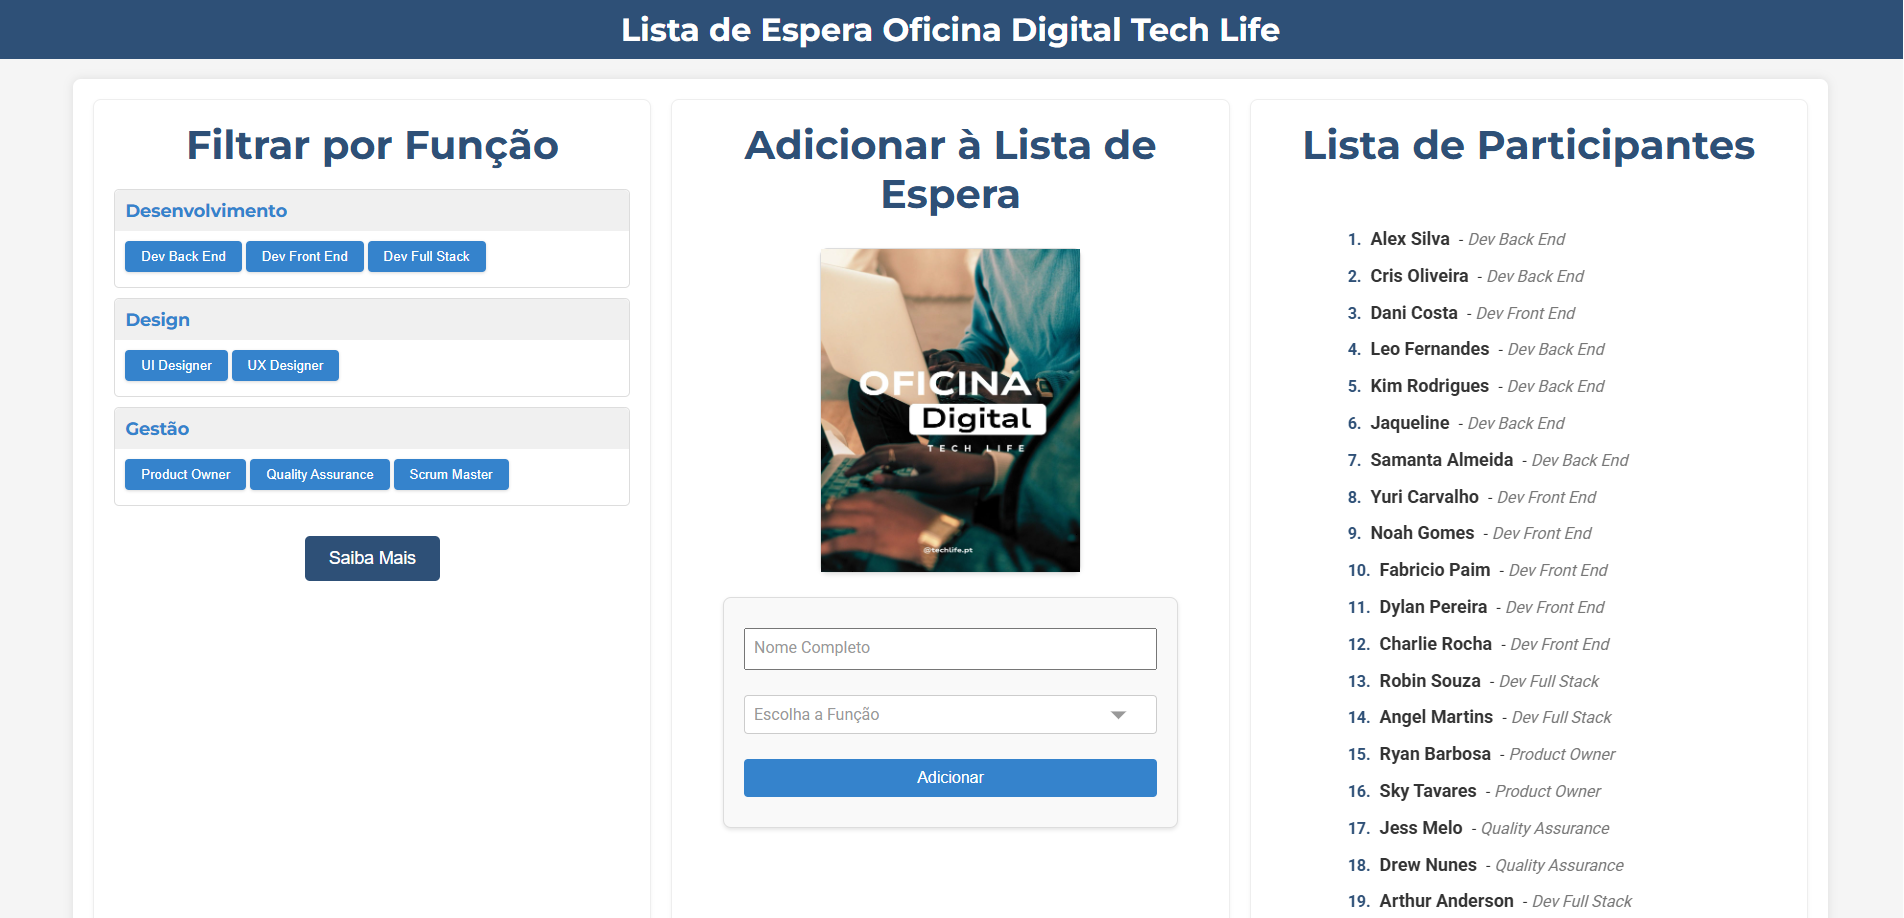 Lista de Espera Oficina Digital Tech Life
Filtrar por Função
Desenvolvimento
Dev Back End
Dev Front End
Dev Full Stack
Design
UI Designer
UX Designer
Gestão
Product Owner
Quality Assurance
Scrum Master
Saiba Mais
Adicionar à Lista de
Espera
OFICINA
Digital
TECH LIFE
@techlife.pt
Nome Completo
Escolha a Função
Adicionar
Lista de Participantes
1. Alex Silva - Dev Back End
2. Cris Oliveira - Dev Back End
3. Dani Costa - Dev Front End
4. Leo Fernandes - Dev Back End
5. Kim Rodrigues - Dev Back End
6. Jaqueline - Dev Back End
7. Samanta Almeida - Dev Back End
8. Yuri Carvalho - Dev Front End
9. Noah Gomes - Dev Front End
10. Fabricio Paim - Dev Front End
11. Dylan Pereira - Dev Front End
12. Charlie Rocha - Dev Front End
13. Robin Souza - Dev Full Stack
14. Angel Martins - Dev Full Stack
15. Ryan Barbosa - Product Owner
16. Sky Tavares - Product Owner
17. Jess Melo - Quality Assurance
18. Drew Nunes - Quality Assurance
19. Arthur Anderson - Dev Full Stack